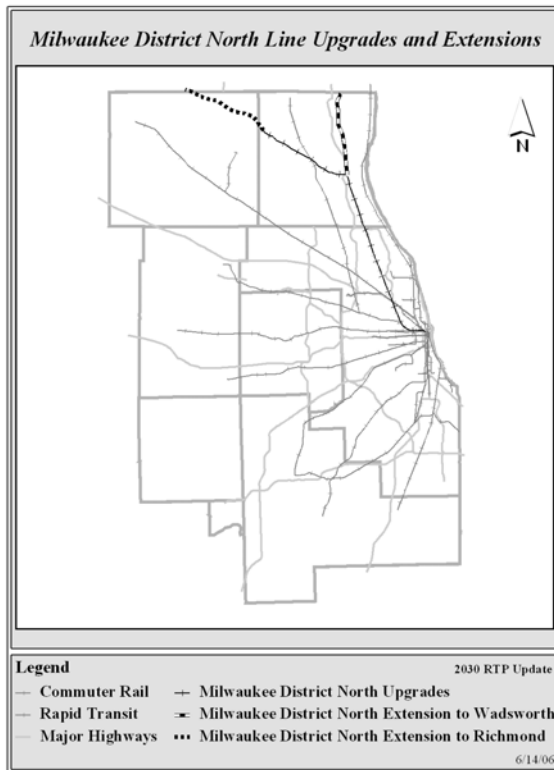 Milwaukee District North Line Upgrades and Extensions
N
Legend
2030 RTP Update
Commuter Rail
Milwaukee District North Upgrades
Rapid Transit
Milwaukee District North Extension to Wadsworth
Major Highways
Milwaukee District North Extension to Richmond
6/14/06